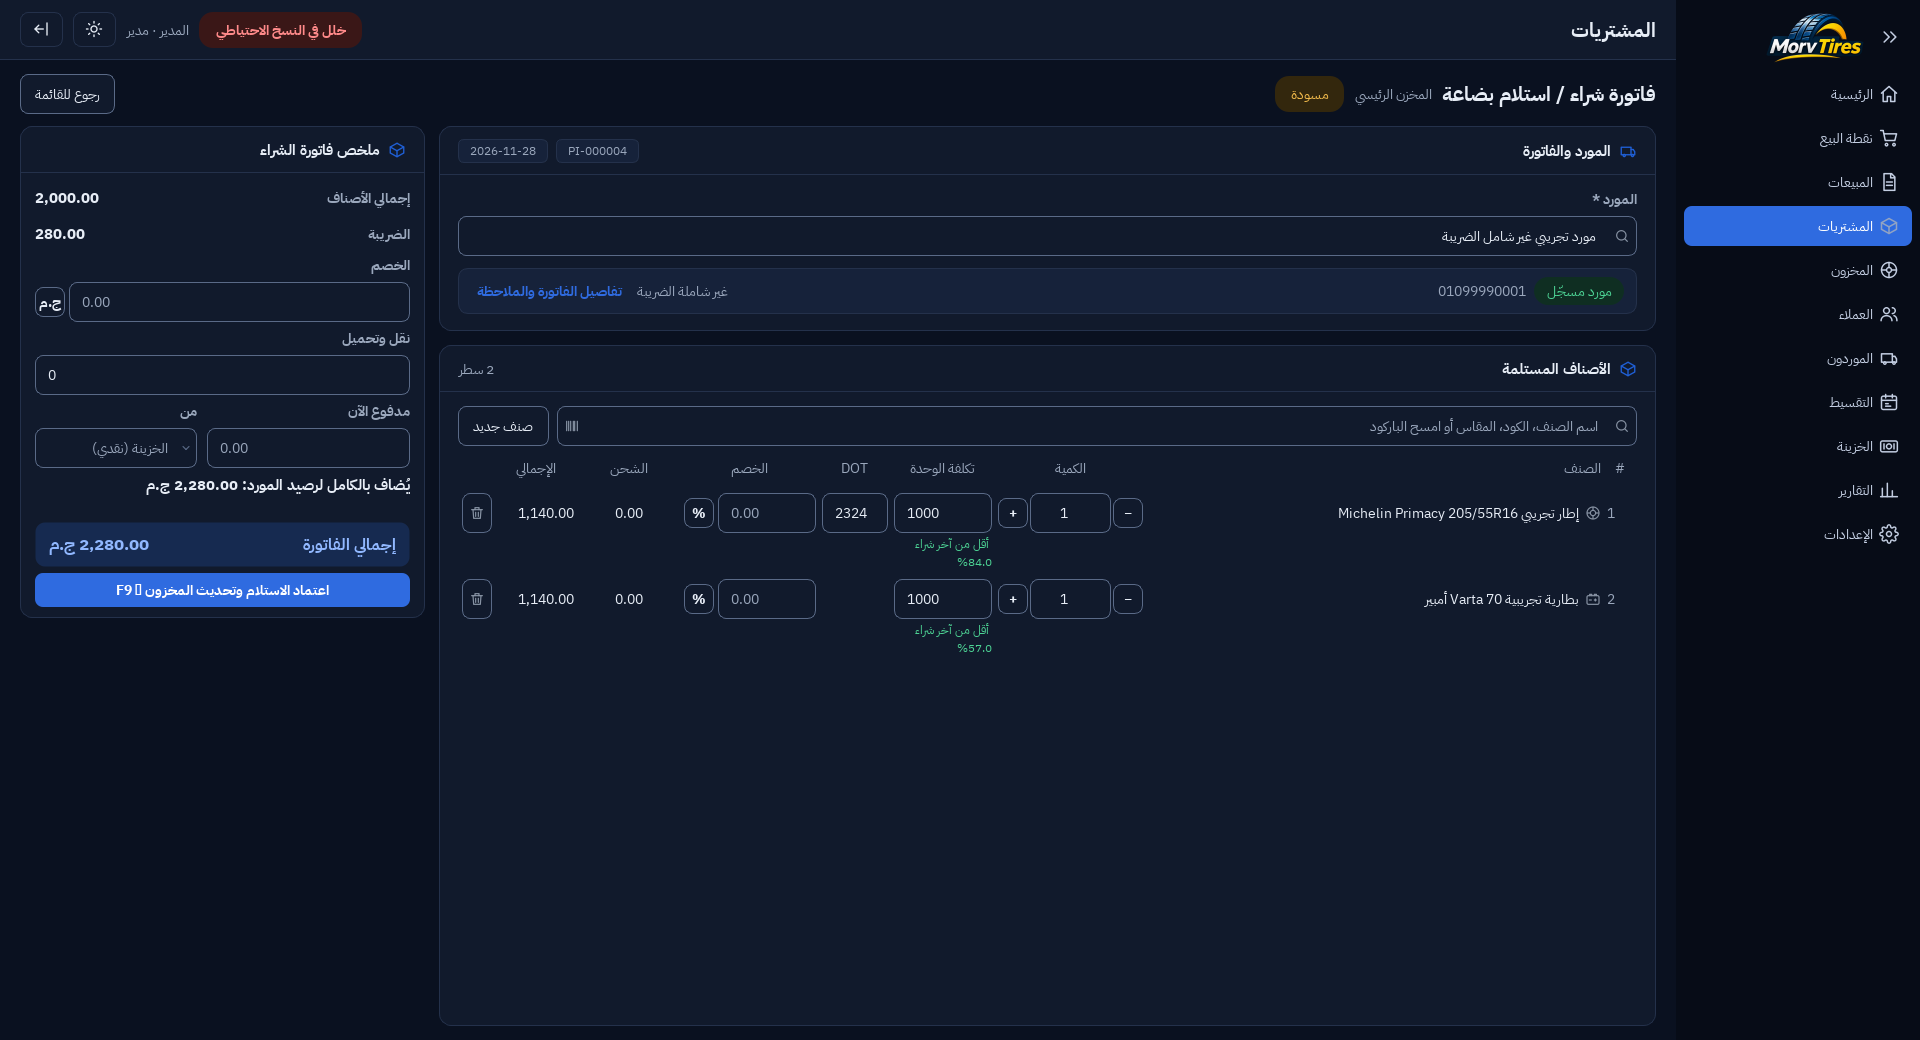 MorvTires
الرئيسية
نقطة البيع
المبيعات
المشتريات
المخزون
العملاء
الموردون
التقسيط
الخزينة
التقارير
الإعدادات
المشتريات
خلل في النسخ الاحتياطي
المدير · مدير
فاتورة شراء / استلام بضاعة
المخزن الرئيسي
مسودة
رجوع للقائمة
المورد والفاتورة
PI-000004
2026-11-28
المورد *
مورد تجريبي غير شامل الضريبة
مورد مسجّل
01099990001
غير شاملة الضريبة
تفاصيل الفاتورة والملاحظة
الأصناف المستلمة
2 سطر
اسم الصنف، الكود، المقاس أو امسح الباركود
صنف جديد
# الصنف الكمية تكلفة الوحدة DOT الخصم الشحن الإجمالي
1 إطار تجريبي Michelin Primacy 205/55R16 − 1 + 1000 2324 0.00 % 0.00 1,140.00
أقل من آخر شراء
%84.0
2 بطارية تجريبية Varta 70 أمبير − 1 + 1000 0.00 % 0.00 1,140.00
أقل من آخر شراء
%57.0
ملخص فاتورة الشراء
إجمالي الأصناف 2,000.00
الضريبة 280.00
الخصم
0.00 ج.م
نقل وتحميل
0
مدفوع الآن من
0.00 الخزينة (نقدي)
يُضاف بالكامل لرصيد المورد: 2,280.00 ج.م
إجمالي الفاتورة 2,280.00 ج.م
اعتماد الاستلام وتحديث المخزون F9